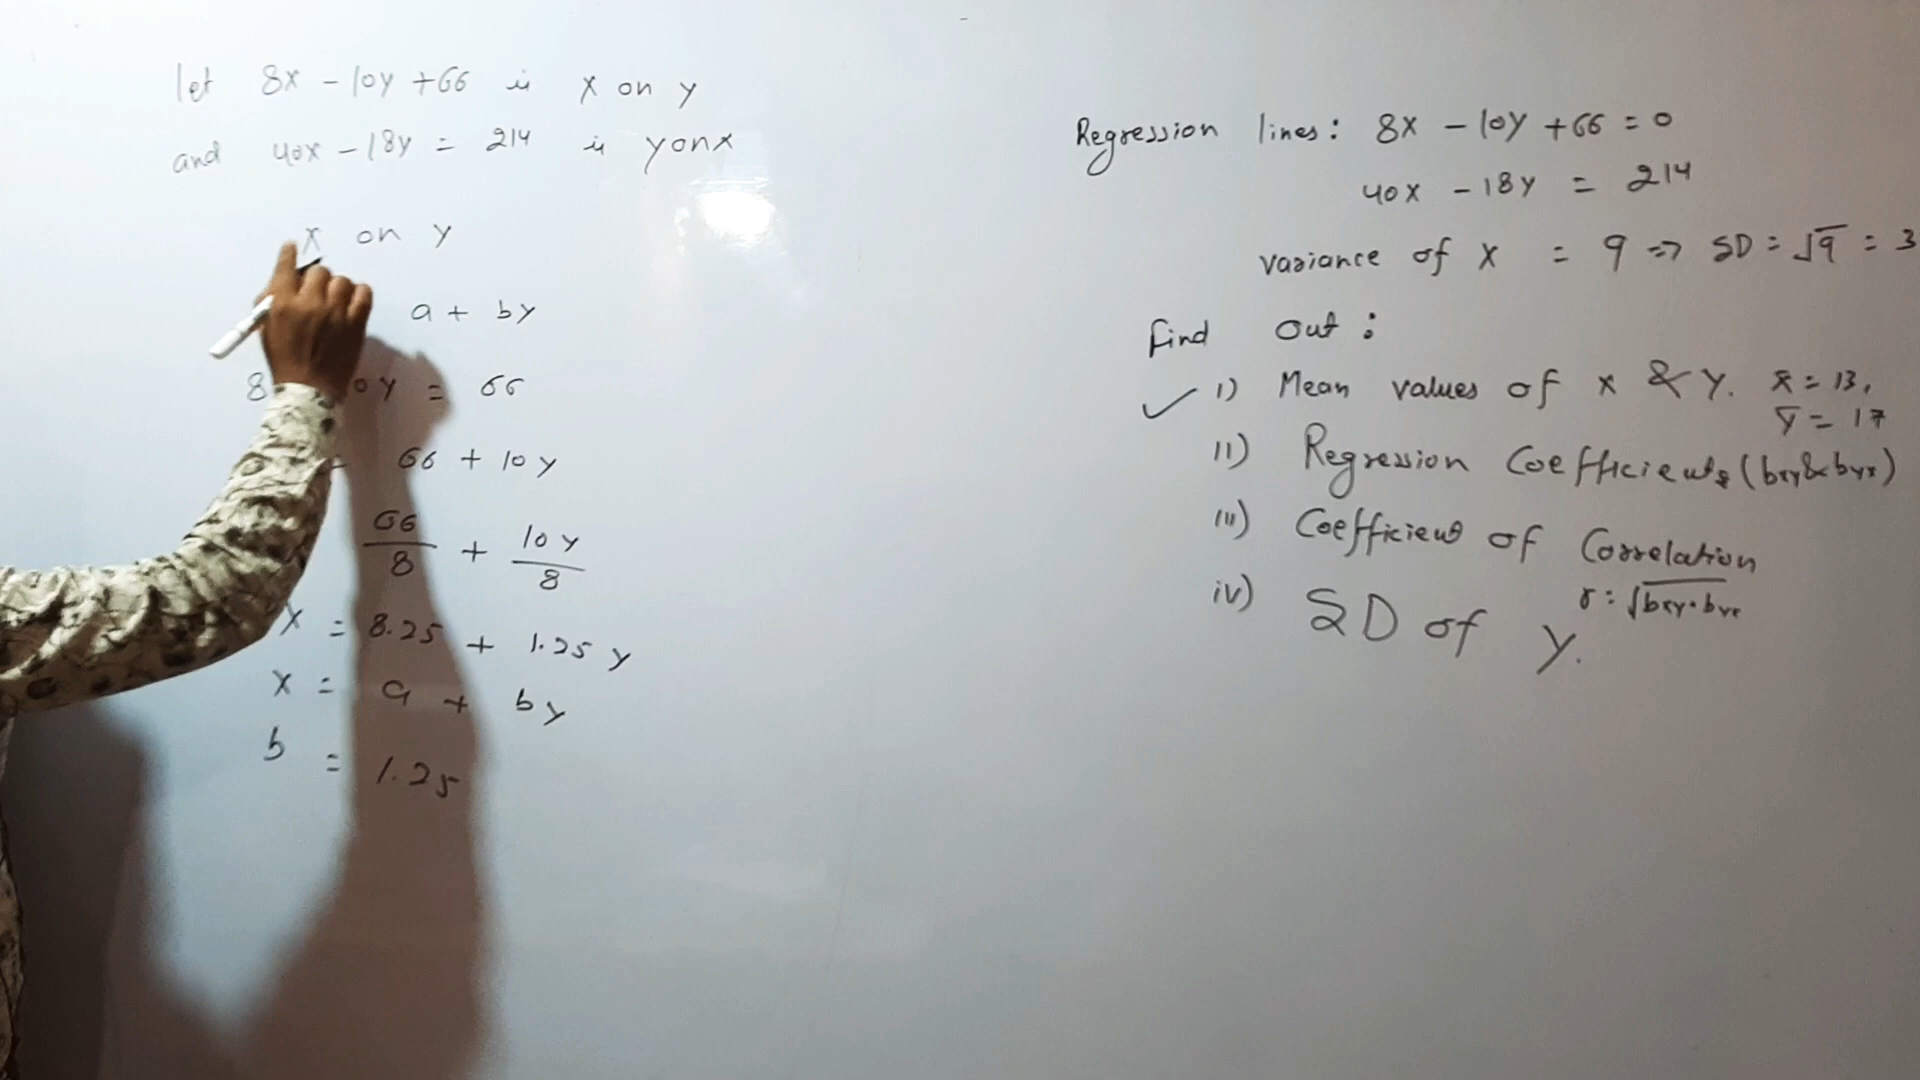 let 8x - 10y + 66 is x on y
and 40x - 18y = 214 is y on x
x on y
a + by
8 0y = 66
= 66 + 10y
66/8 + 10y/8
x = 8.25 + 1.25 y
x = a + by
b = 1.25
Regression lines: 8x - 10y + 66 = 0
40x - 18y = 214
variance of x = 9 => SD = √9 = 3
find out :
✓ i) Mean values of x & y. x̄ = 13,
ȳ = 17
ii) Regression Coefficients (bxy & byx)
iii) Coefficient of Correlation
r = √bxy·byx
iv) SD of y.